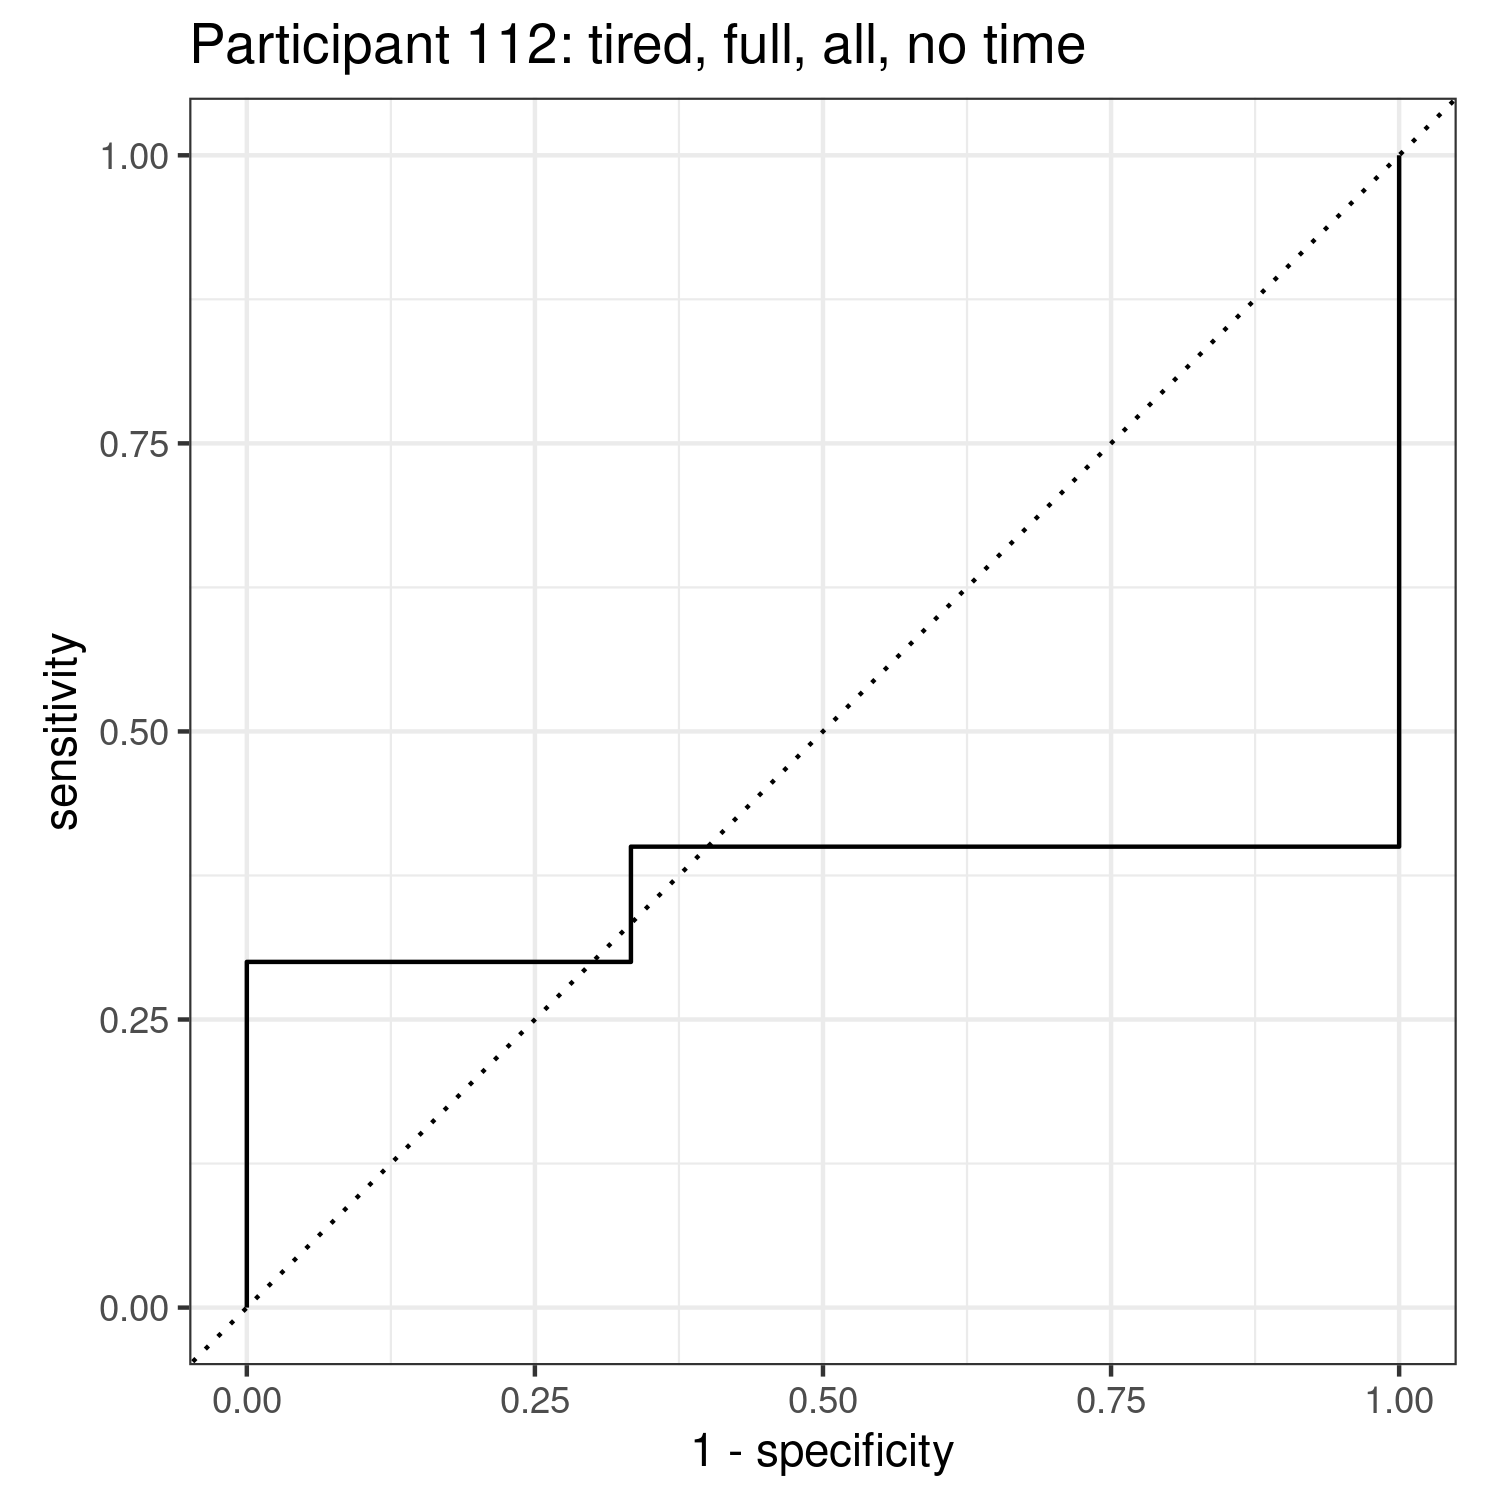 Participant 112: tired, full, all, no time
1.00
0.75
0.50
0.25
0.00
sensitivity
0.00 0.25 0.50 0.75 1.00
1 - specificity